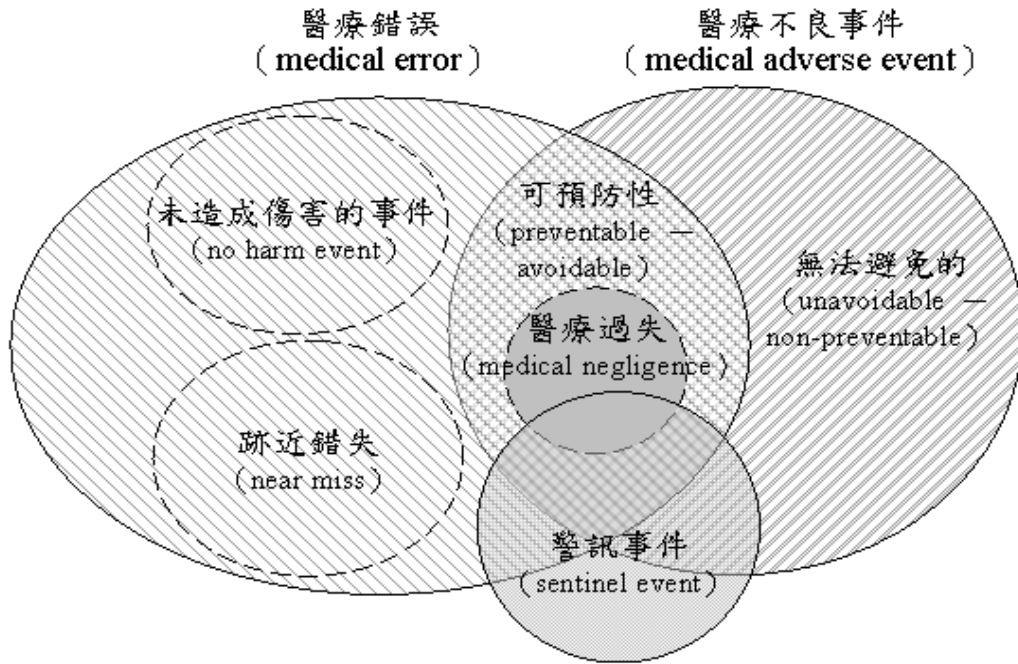 醫療錯誤
（medical error）
醫療不良事件
（medical adverse event）
未造成傷害的事件
（no harm event）
可預防性
（preventable —
avoidable）
無法避免的
（unavoidable —
non-preventable）
醫療過失
（medical negligence）
跡近錯失
（near miss）
警訊事件
（sentinel event）